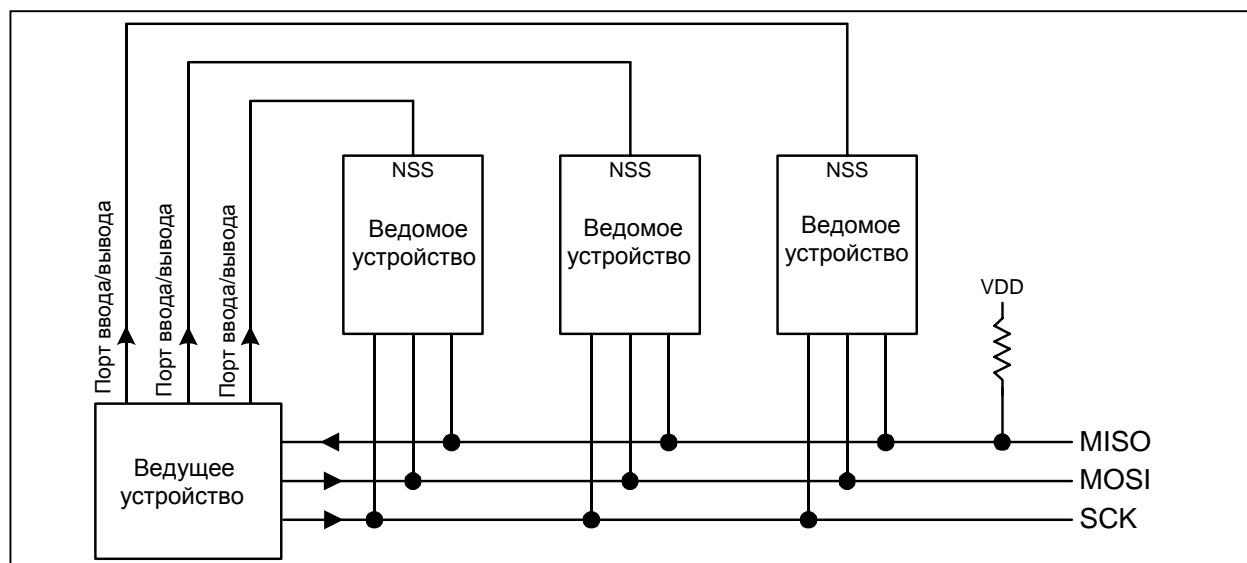 NSS
Ведомое
устройство
NSS
Ведомое
устройство
NSS
Ведомое
устройство
Порт ввода/вывода
Порт ввода/вывода
Порт ввода/вывода
VDD
Ведущее
устройство
MISO
MOSI
SCK